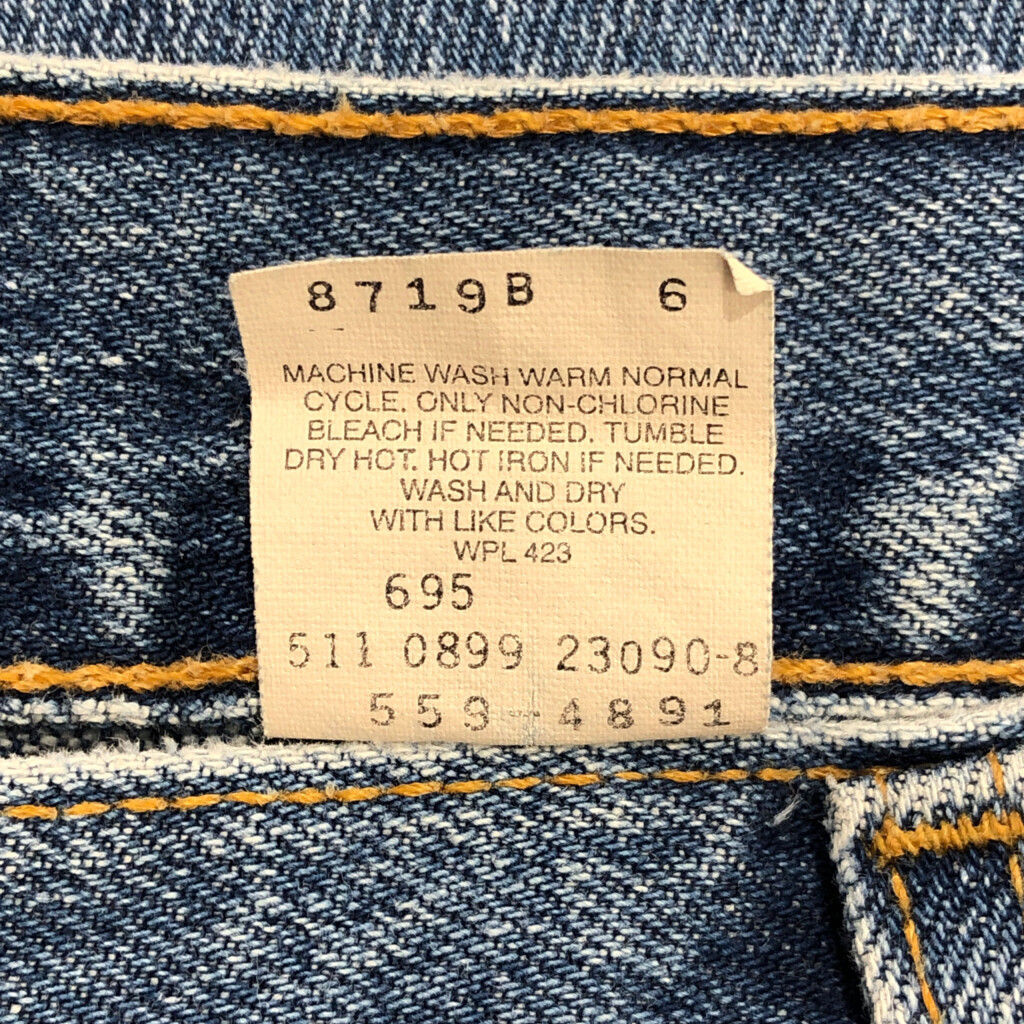 8719B 6
MACHINE WASH WARM NORMAL
CYCLE. ONLY NON-CHLORINE
BLEACH IF NEEDED. TUMBLE
DRY HOT. HOT IRON IF NEEDED.
WASH AND DRY
WITH LIKE COLORS.
WPL 423
695
511 0899 23090-8
559-4891